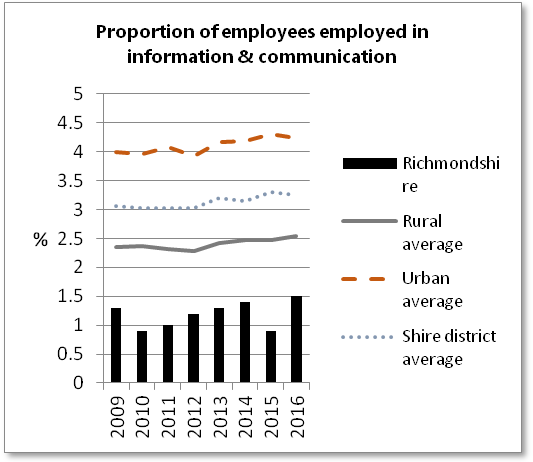 Proportion of employees employed in
information & communication
5
4.5
4
3.5
3
2.5
2
1.5
1
0.5
0
%
2009
2010
2011
2012
2013
2014
2015
2016
Richmondshi
re
Rural
average
Urban
average
Shire district
average